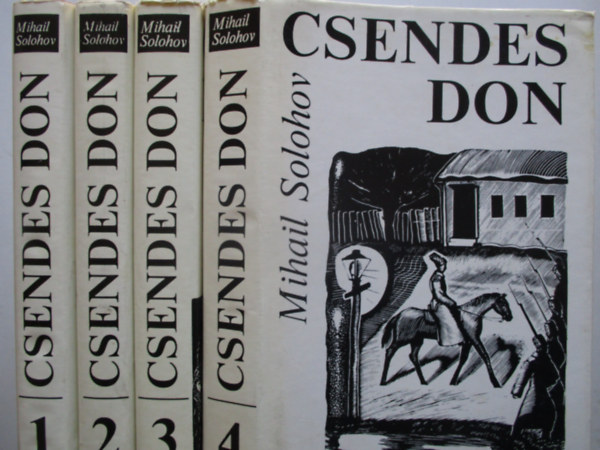 Mihail
Solohov
CSENDES DON
1
Mihail
Solohov
CSENDES DON
2
Mihail
Solohov
CSENDES DON
3
Mihail
Solohov
CSENDES DON
4
CSENDES
DON
Mihail Solohov